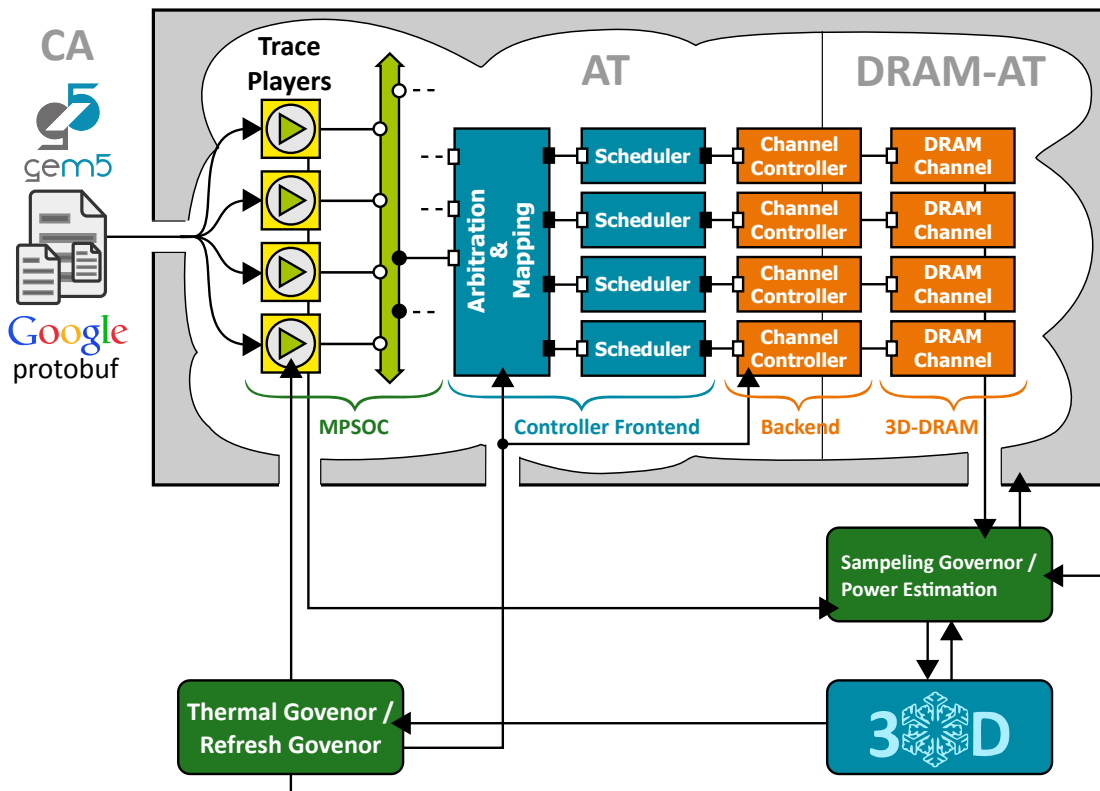 CA
gem5
Google
protobuf
Trace
Players
AT
DRAM-AT
Arbitration
&
Mapping
Scheduler
Scheduler
Scheduler
Scheduler
Channel
Controller
Channel
Controller
Channel
Controller
Channel
Controller
DRAM
Channel
DRAM
Channel
DRAM
Channel
DRAM
Channel
MPSOC
Controller Frontend
Backend
3D-DRAM
Sampeling Governor /
Power Estimation
Thermal Govenor /
Refresh Govenor
3 D